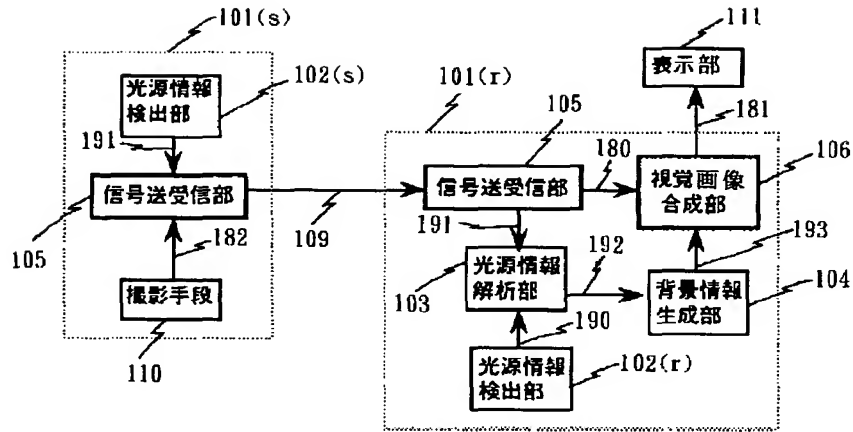 101(s)
光源情報
検出部
102(s)
191
信号送受信部
105
182
撮影手段
110
109
101(r)
105
信号送受信部
180
191
103
光源情報
解析部
192
190
光源情報
検出部
102(r)
111
表示部
181
視覚画像
合成部
106
193
背景情報
生成部
104